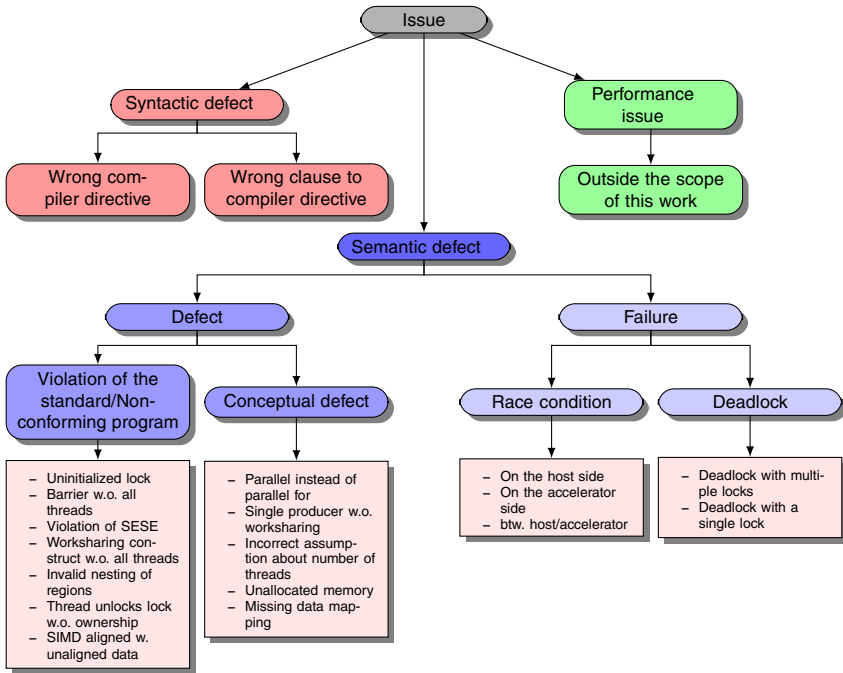 Issue
Syntactic defect
Performance
issue
Wrong com-
piler directive
Wrong clause to
compiler directive
Outside the scope
of this work
Semantic defect
Defect
Failure
Violation of the
standard/Non-
conforming program
Conceptual defect
Race condition
Deadlock
– Uninitialized lock
– Barrier w.o. all
threads
– Violation of SESE
– Worksharing con-
struct w.o. all threads
– Invalid nesting of
regions
– Thread unlocks lock
w.o. ownership
– SIMD aligned w.
unaligned data
– Parallel instead of
parallel for
– Single producer w.o.
worksharing
– Incorrect assump-
tion about number of
threads
– Unallocated memory
– Missing data map-
ping
– On the host side
– On the accelerator
side
– btw. host/accelerator
– Deadlock with multi-
ple locks
– Deadlock with a
single lock